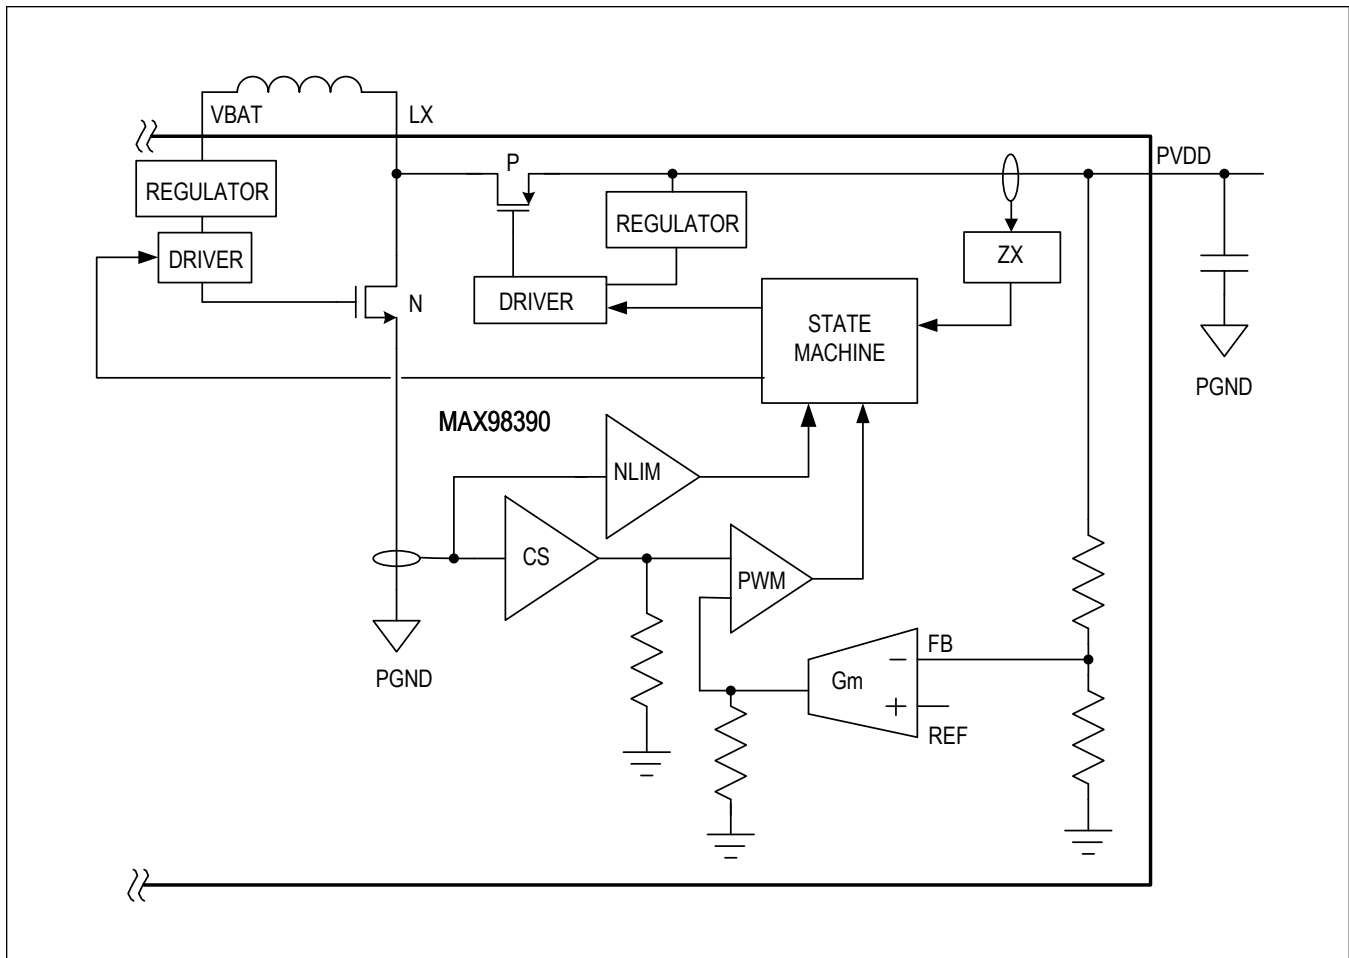 VBAT
LX
P
PVDD
REGULATOR
REGULATOR
DRIVER
ZX
N
DRIVER
STATE
MACHINE
PGND
MAX98390
NLIM
CS
PWM
FB
PGND
Gm
−
+
REF